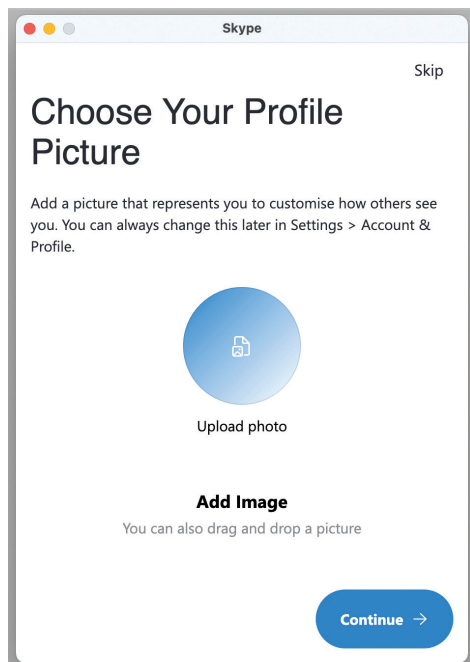 Skype
Skip
Choose Your Profile
Picture
Add a picture that represents you to customise how others see
you. You can always change this later in Settings > Account &
Profile.
Upload photo
Add Image
You can also drag and drop a picture
Continue →